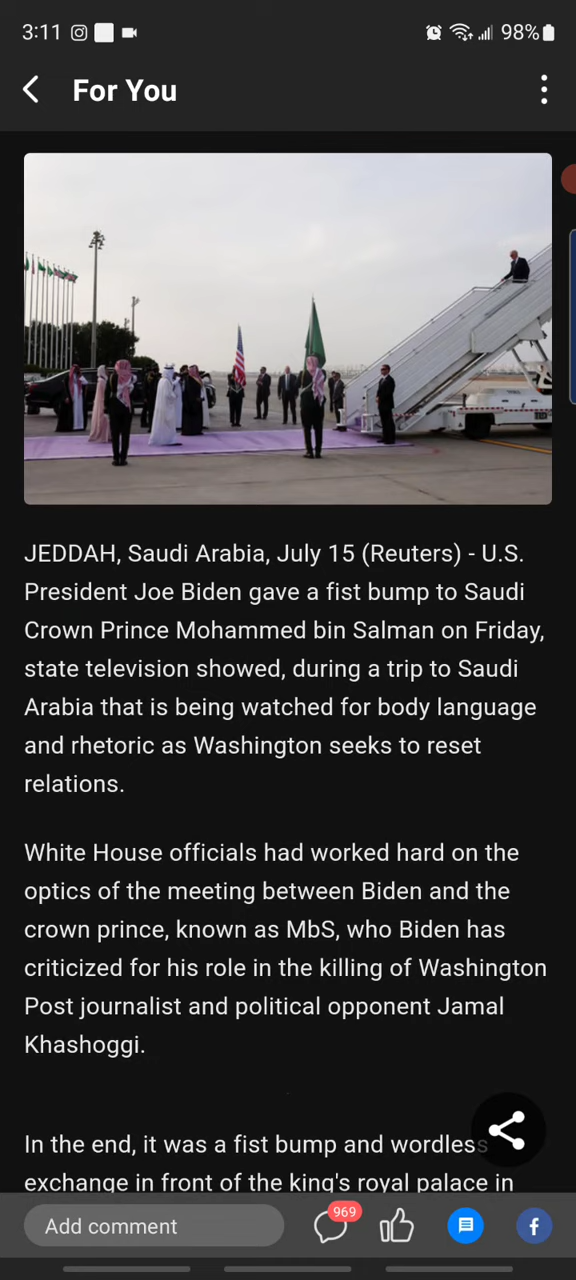 3:11
98%
For You
JEDDAH, Saudi Arabia, July 15 (Reuters) - U.S.
President Joe Biden gave a fist bump to Saudi
Crown Prince Mohammed bin Salman on Friday,
state television showed, during a trip to Saudi
Arabia that is being watched for body language
and rhetoric as Washington seeks to reset
relations.
White House officials had worked hard on the
optics of the meeting between Biden and the
crown prince, known as MbS, who Biden has
criticized for his role in the killing of Washington
Post journalist and political opponent Jamal
Khashoggi.
In the end, it was a fist bump and wordless
exchange in front of the king's royal palace in
Add comment
969